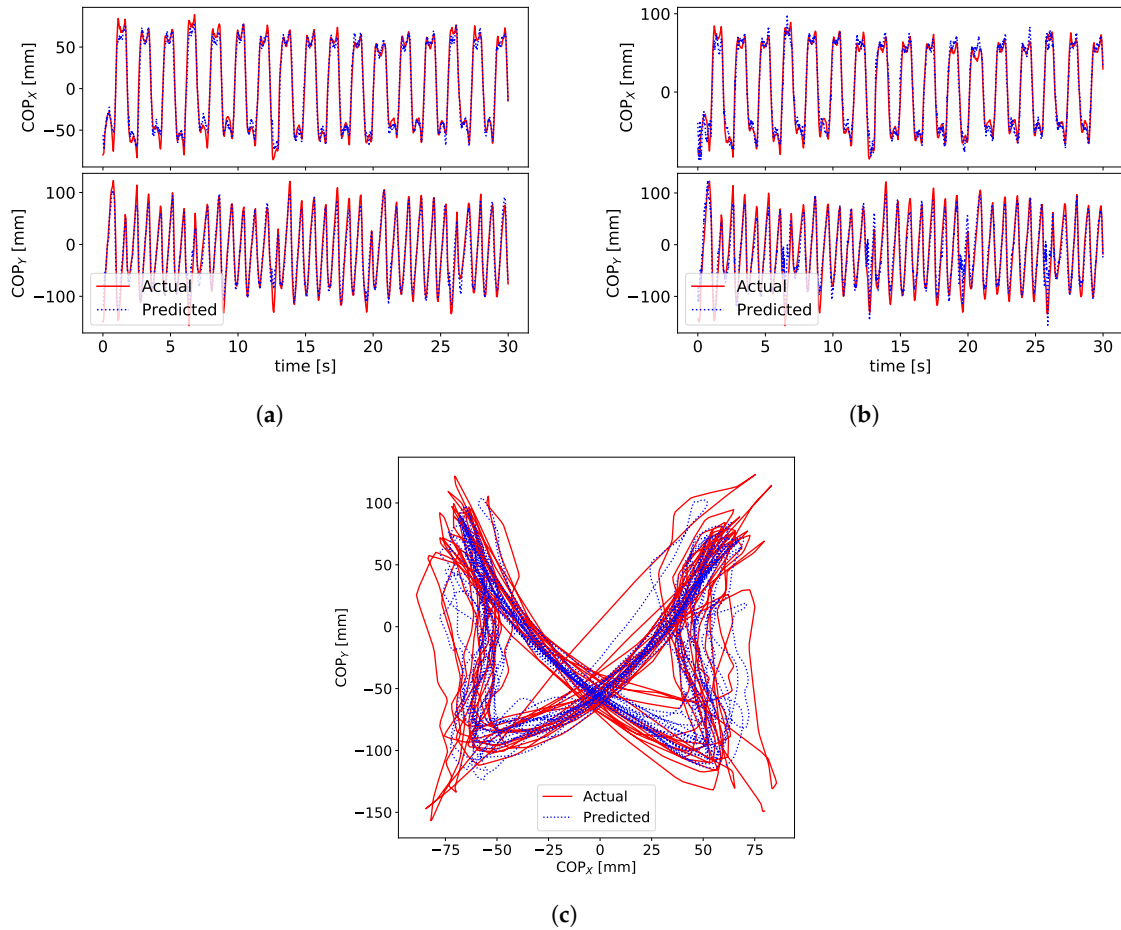 COP_X [mm]
50
0
−50
COP_Y [mm]
100
0
−100
Actual
Predicted
0 5 10 15 20 25 30
time [s]
(a)
COP_X [mm]
100
0
COP_Y [mm]
100
0
−100
Actual
Predicted
0 5 10 15 20 25 30
time [s]
(b)
COP_Y [mm]
100
50
0
−50
−100
−150
Actual
Predicted
−75 −50 −25 0 25 50 75
COP_X [mm]
(c)